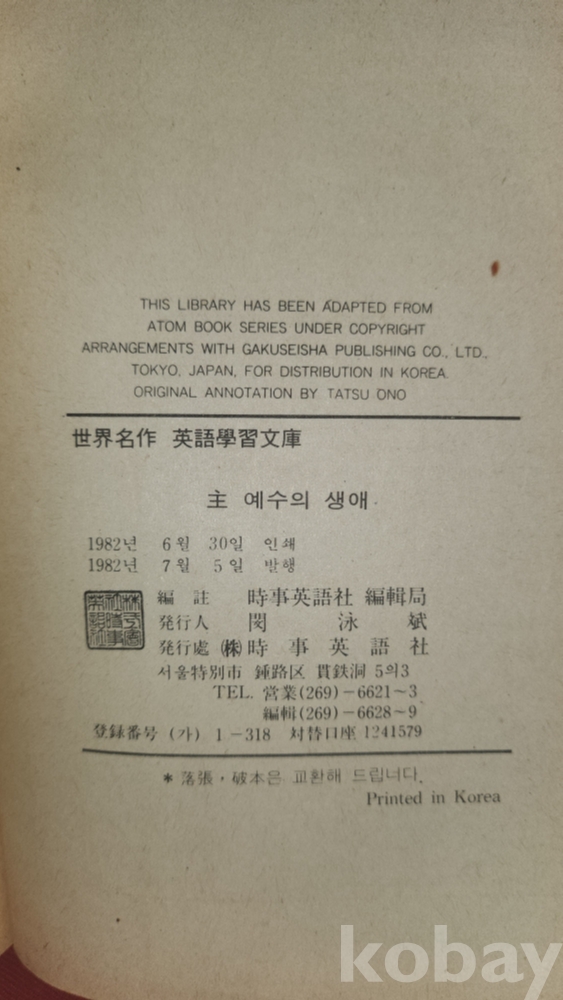 THIS LIBRARY HAS BEEN ADAPTED FROM
ATOM BOOK SERIES UNDER COPYRIGHT
ARRANGEMENTS WITH GAKUSEISHA PUBLISHING CO., LTD.,
TOKYO, JAPAN, FOR DISTRIBUTION IN KOREA.
ORIGINAL ANNOTATION BY TATSU ONO
世界名作 英語學習文庫
主 예수의 생애
1982년 6월 30일 인쇄
1982년 7월 5일 발행
編 註 時事英語社 編輯局
発行人 閔 泳 斌
発行處 ㈱ 時 事 英 語 社
서울特別市 鍾路区 貫鉄洞 5의3
TEL. 営業(269)－6621～3
編輯(269)－6628～9
登録番号 (가) 1－318 対替口座 1241579
* 落張・破本은 교환해 드립니다.
Printed in Korea
kobay